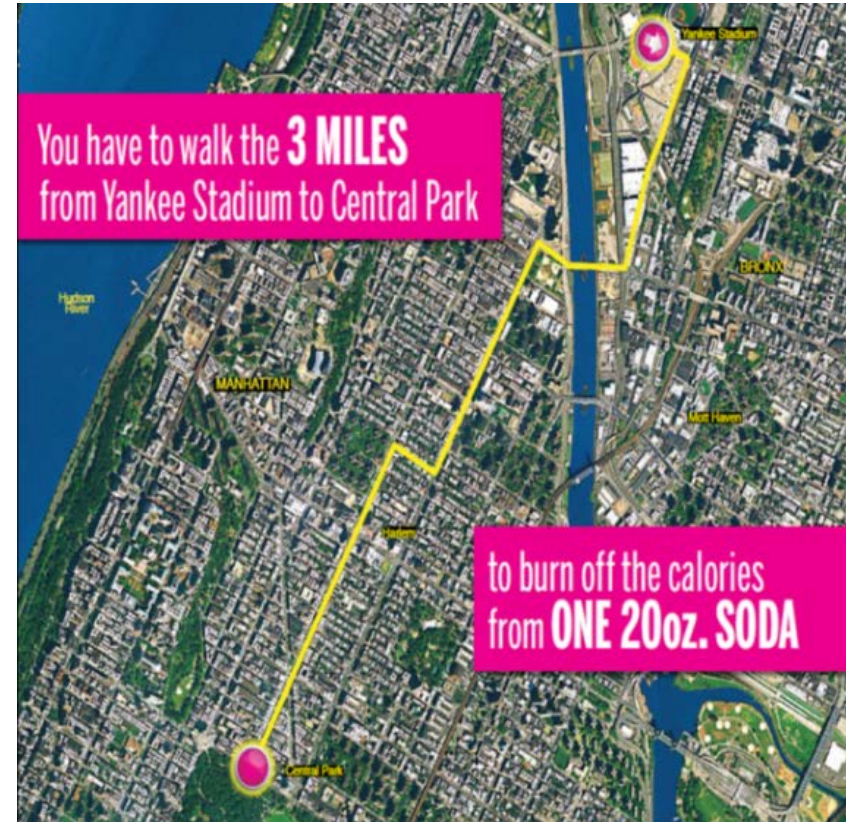 Yankee Stadium
You have to walk the 3 MILES
from Yankee Stadium to Central Park
BRONX
Hudson
River
MANHATTAN
Mott Haven
Harlem
to burn off the calories
from ONE 20oz. SODA
Central Park